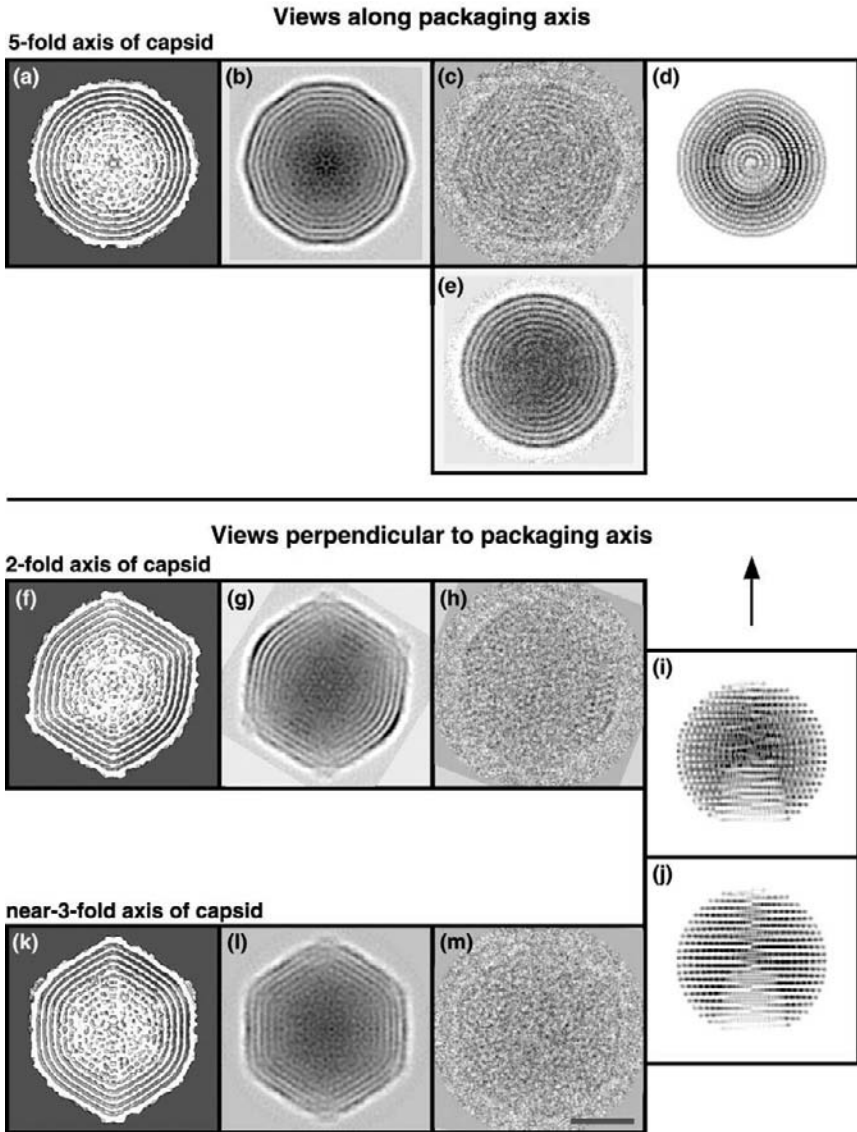 Views along packaging axis
5-fold axis of capsid
(a) (b) (c) (d)
(e)
Views perpendicular to packaging axis
2-fold axis of capsid
(f) (g) (h)
(i)
(j)
near-3-fold axis of capsid
(k) (l) (m)